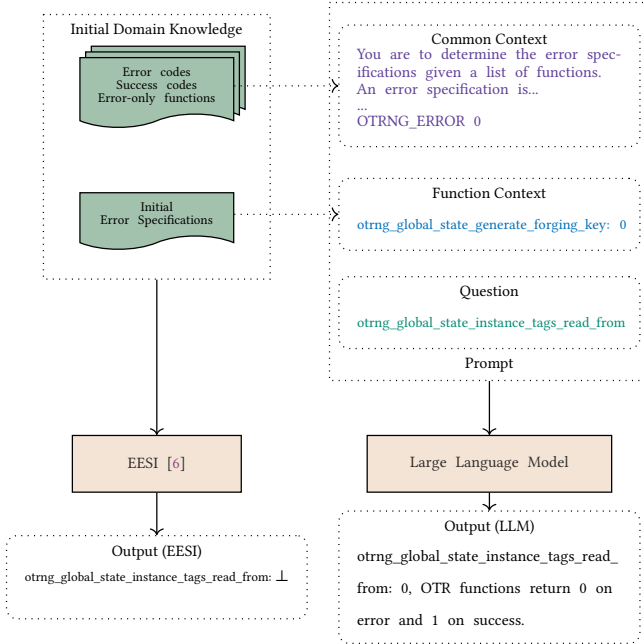 Initial Domain Knowledge
Error codes
Success codes
Error-only functions
Initial
Error Specifications
Common Context
You are to determine the error spec-
ifications given a list of functions.
An error specification is...
...
OTRNG_ERROR 0
Function Context
otrng_global_state_generate_forging_key: 0
Question
otrng_global_state_instance_tags_read_from
Prompt
EESI [6]
Large Language Model
Output (EESI)
otrng_global_state_instance_tags_read_from: ⊥
Output (LLM)
otrng_global_state_instance_tags_read_
from: 0, OTR functions return 0 on
error and 1 on success.